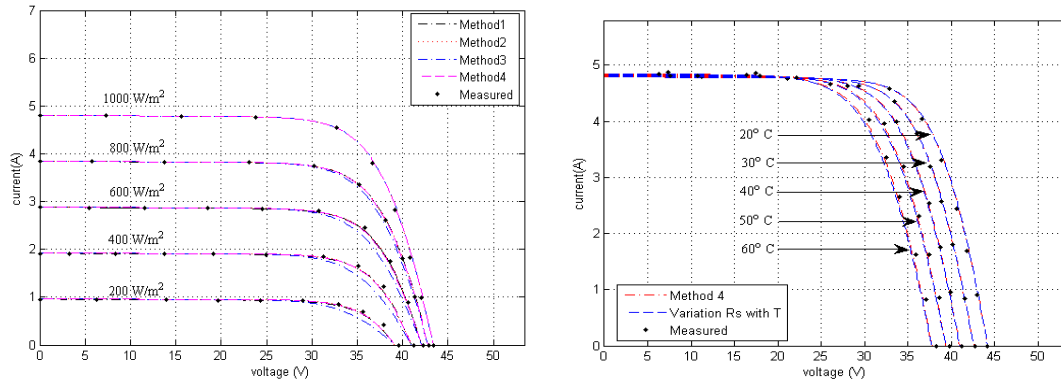 7
6
5
4
3
2
1
0
current(A)
1000 W/m²
800 W/m²
600 W/m²
400 W/m²
200 W/m²
Method1
Method2
Method3
Method4
Measured
0 5 10 15 20 25 30 35 40 45 50
voltage (V)
5
4
3
2
1
0
current(A)
20° C
30° C
40° C
50° C
60° C
Method 4
Variation Rs with T
Measured
0 5 10 15 20 25 30 35 40 45 50
voltage (V)